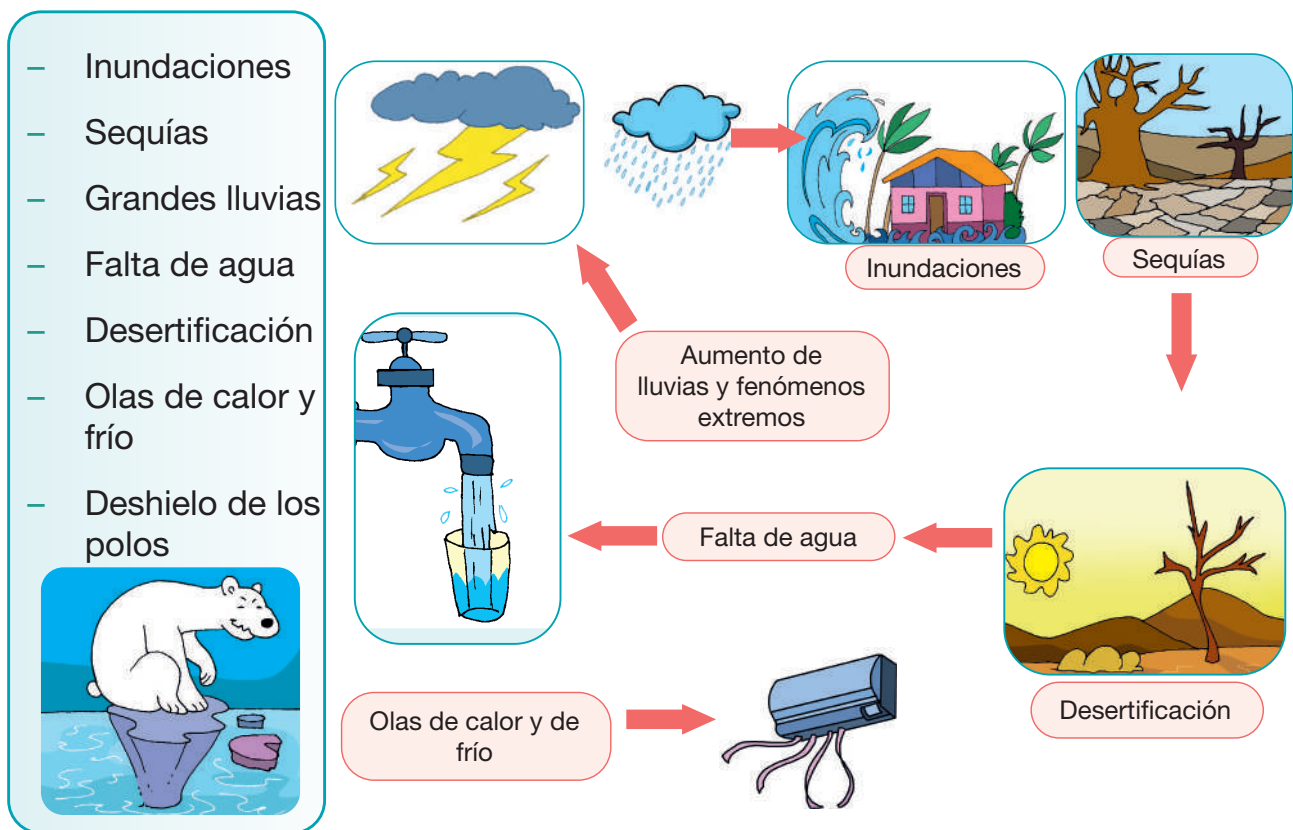 – Inundaciones
– Sequías
– Grandes lluvias
– Falta de agua
– Desertificación
– Olas de calor y
frío
– Deshielo de los
polos
Inundaciones
Sequías
Aumento de
lluvias y fenómenos
extremos
Falta de agua
Desertificación
Olas de calor y de
frío